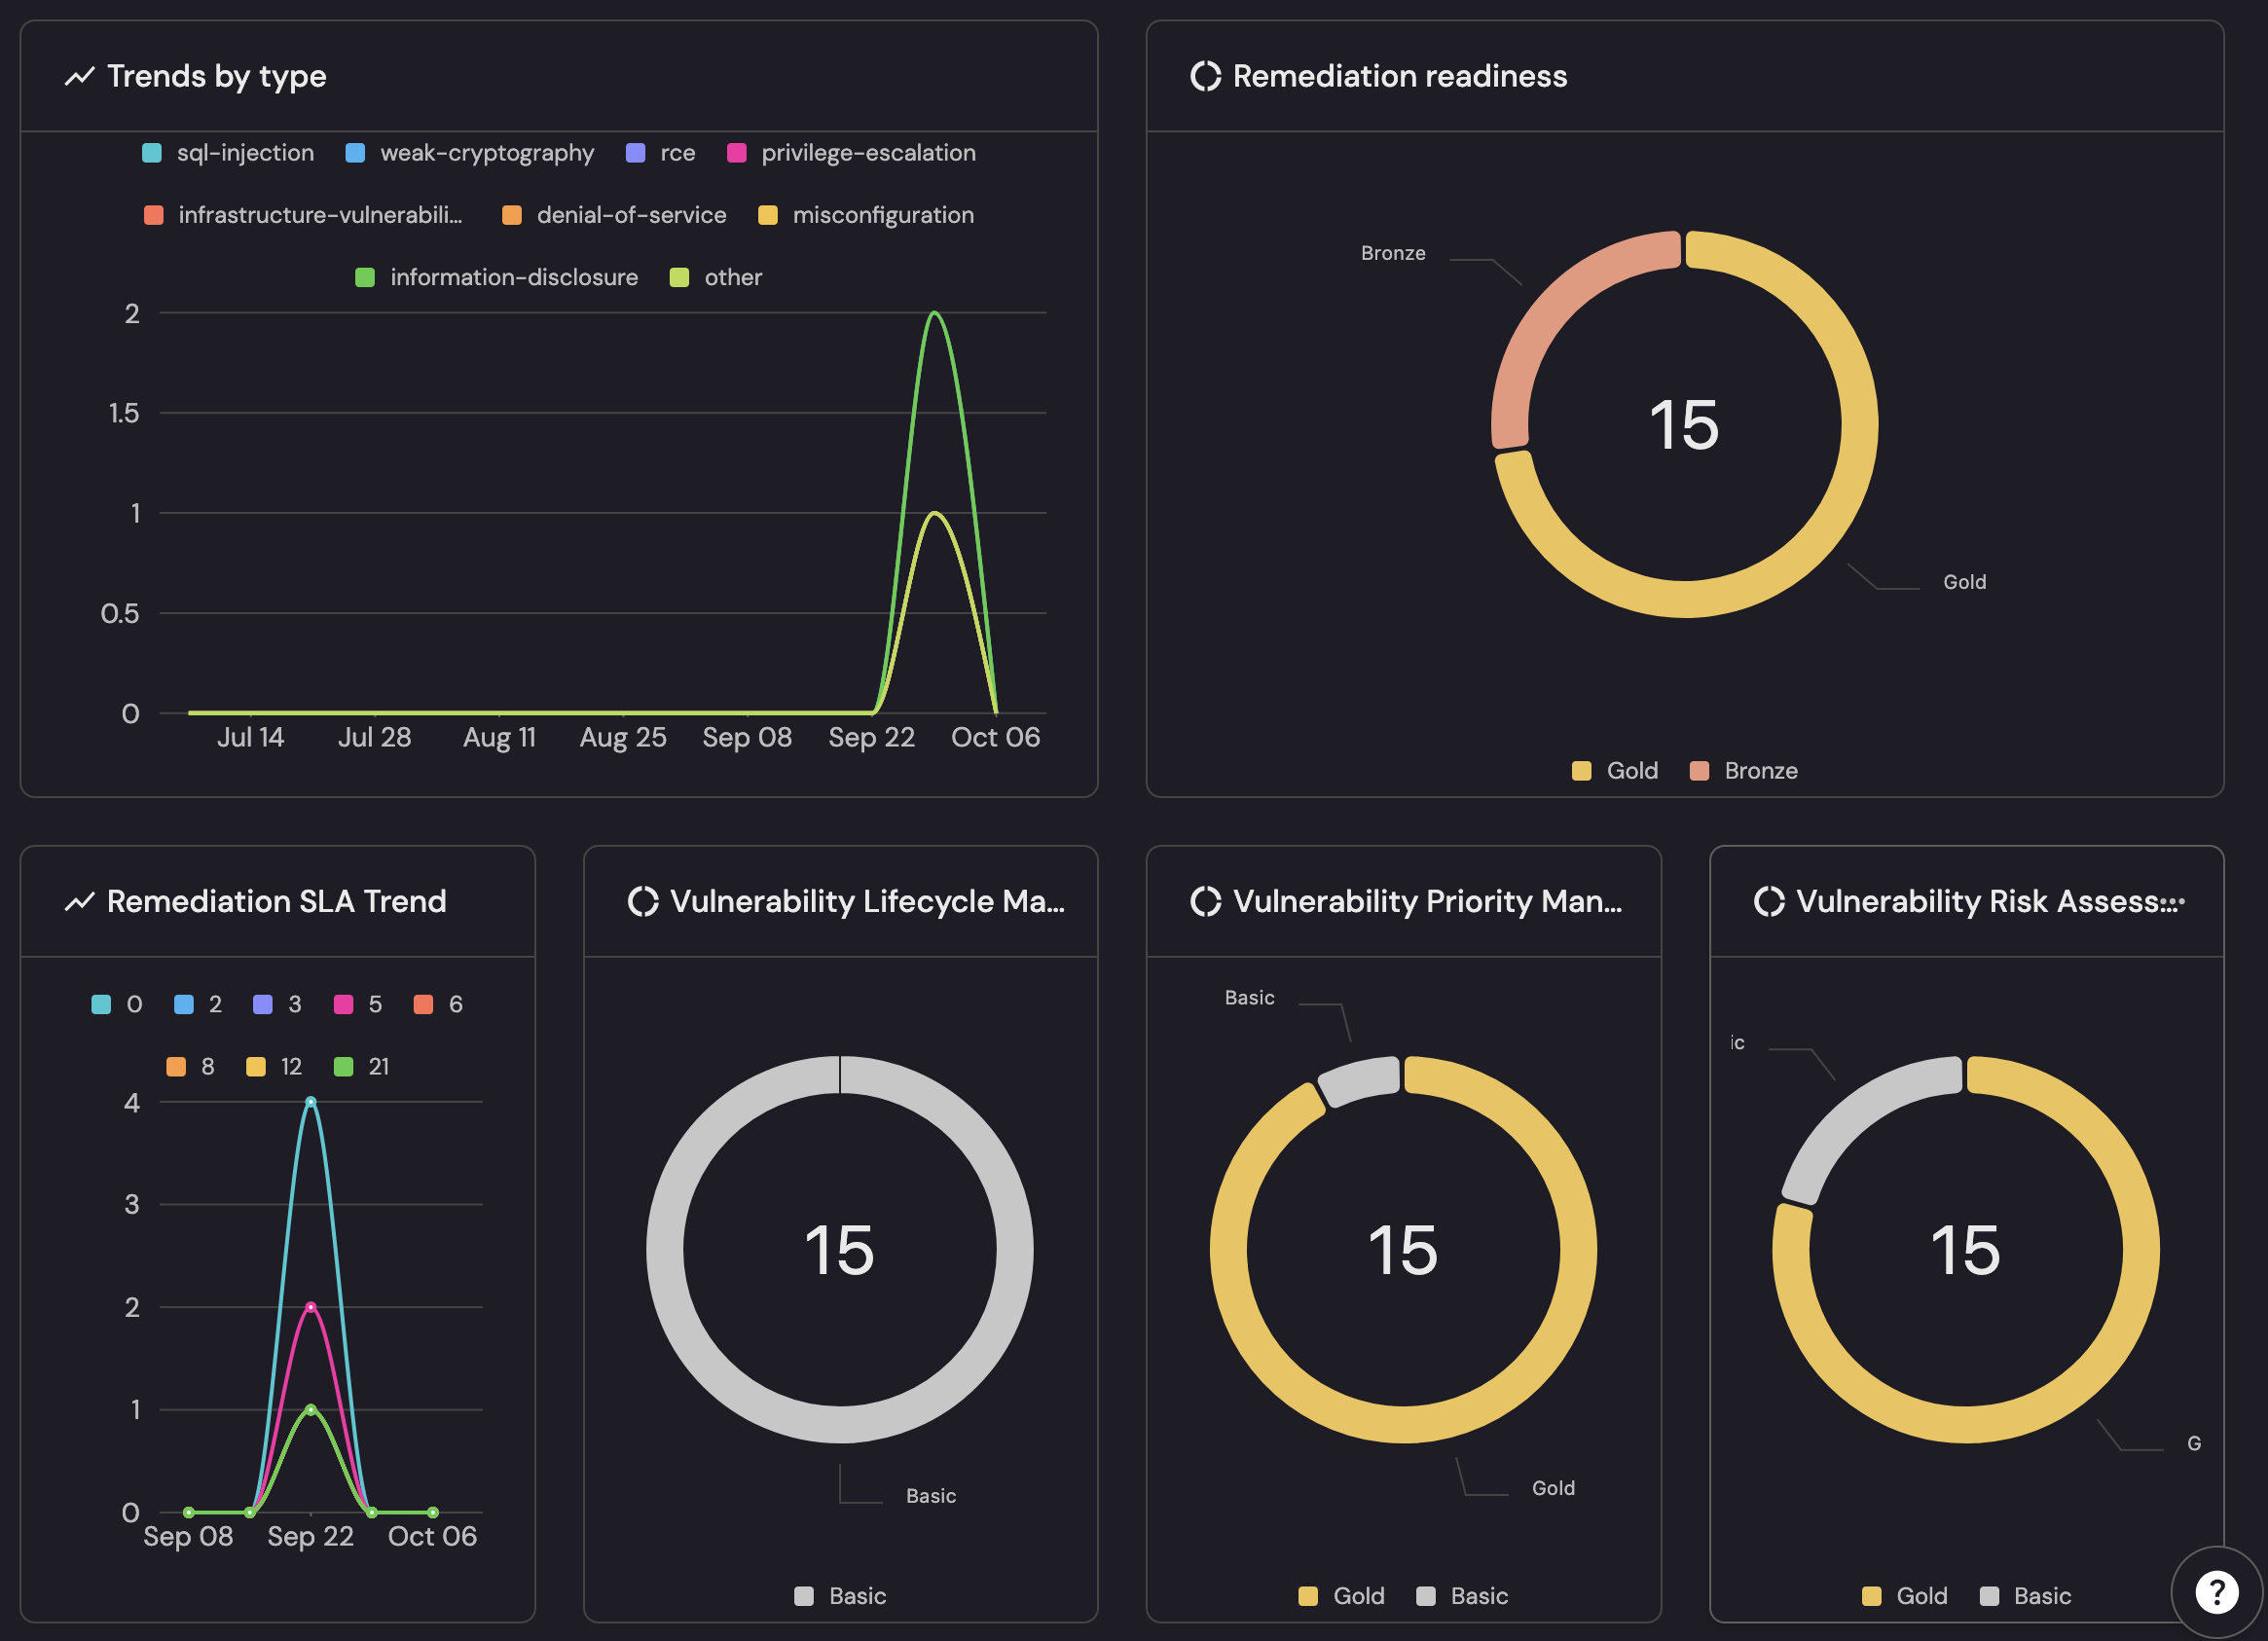 Trends by type
sql-injection weak-cryptography rce privilege-escalation
infrastructure-vulnerabili... denial-of-service misconfiguration
information-disclosure other
2
1.5
1
0.5
0
Jul 14 Jul 28 Aug 11 Aug 25 Sep 08 Sep 22 Oct 06
Remediation readiness
Bronze
15
Gold
Gold Bronze
Remediation SLA Trend
0 2 3 5 6
8 12 21
4
3
2
1
0
Sep 08 Sep 22 Oct 06
Vulnerability Lifecycle Ma...
15
Basic
Basic
Vulnerability Priority Man...
Basic
15
Gold
Gold Basic
Vulnerability Risk Assess...
ic
15
G
Gold Basic
?